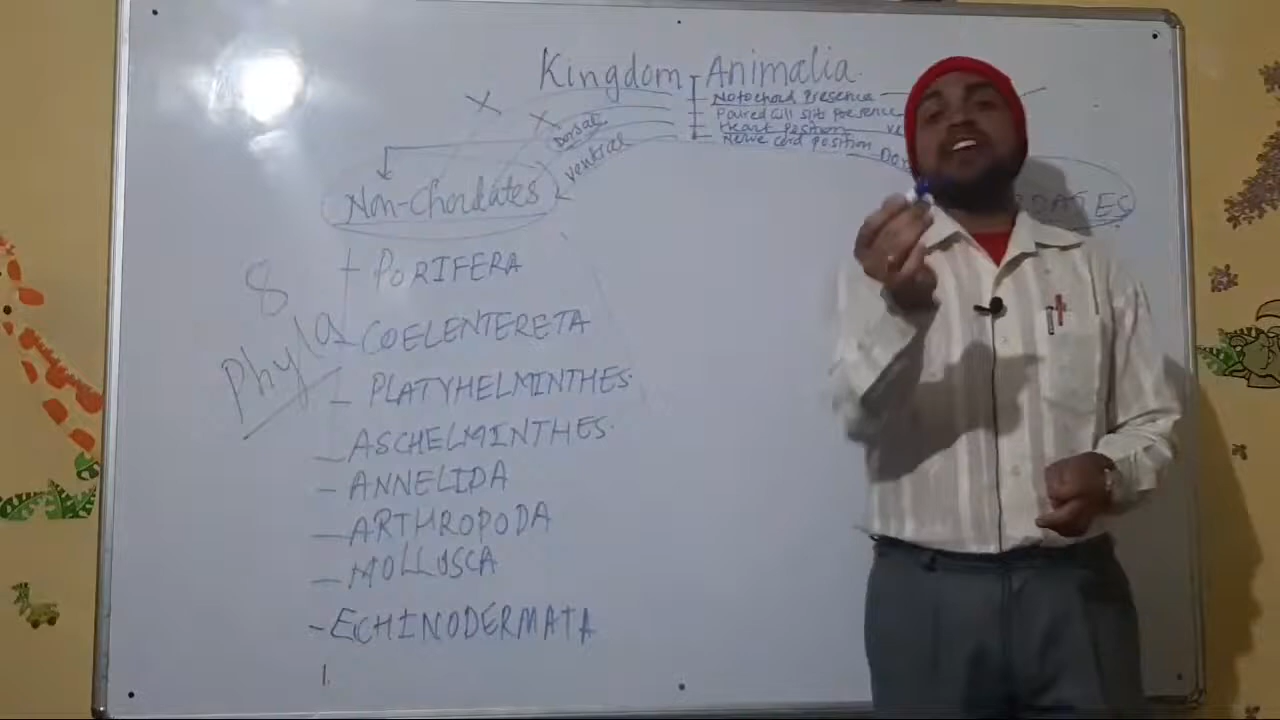 Kingdom Animalia
Notochord Presence
Paired Gill slits presence
Heart position
Nerve cord position
Dorsal
ventral
Non-Chordates
8
Phyla
PORIFERA
COELENTERETA
PLATYHELMINTHES.
ASCHELMINTHES.
ANNELIDA
ARTHROPODA
MOLLUSCA
ECHINODERMATA